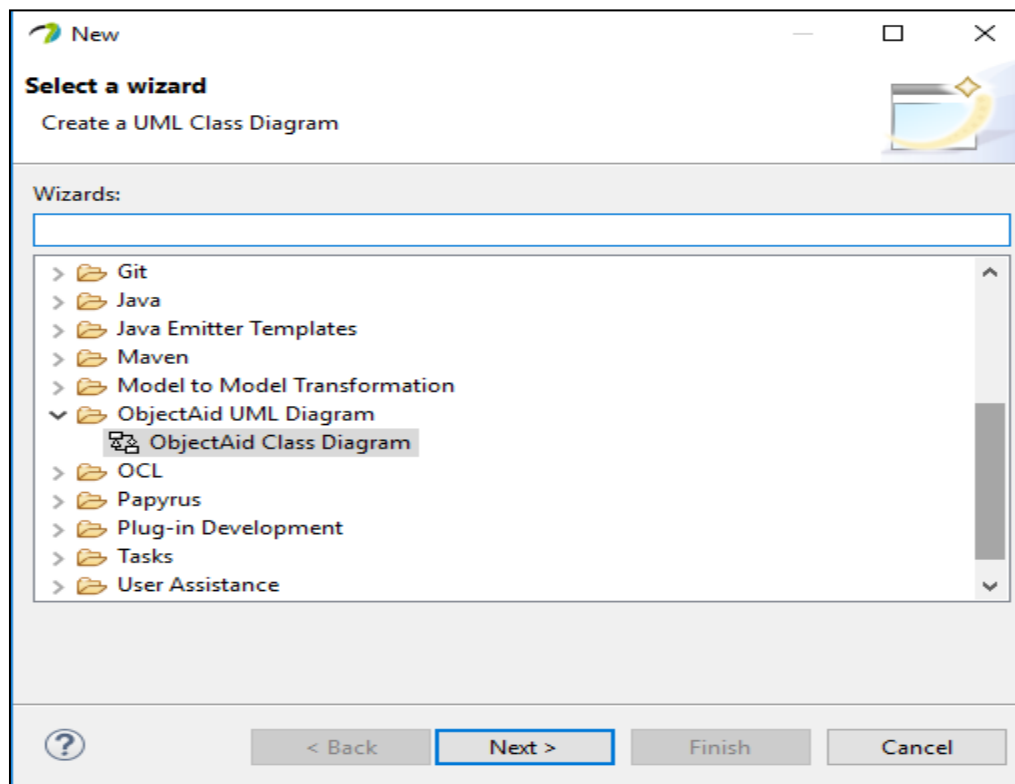 New
Select a wizard
Create a UML Class Diagram
Wizards:
Git
Java
Java Emitter Templates
Maven
Model to Model Transformation
ObjectAid UML Diagram
ObjectAid Class Diagram
OCL
Papyrus
Plug-in Development
Tasks
User Assistance
? < Back Next > Finish Cancel